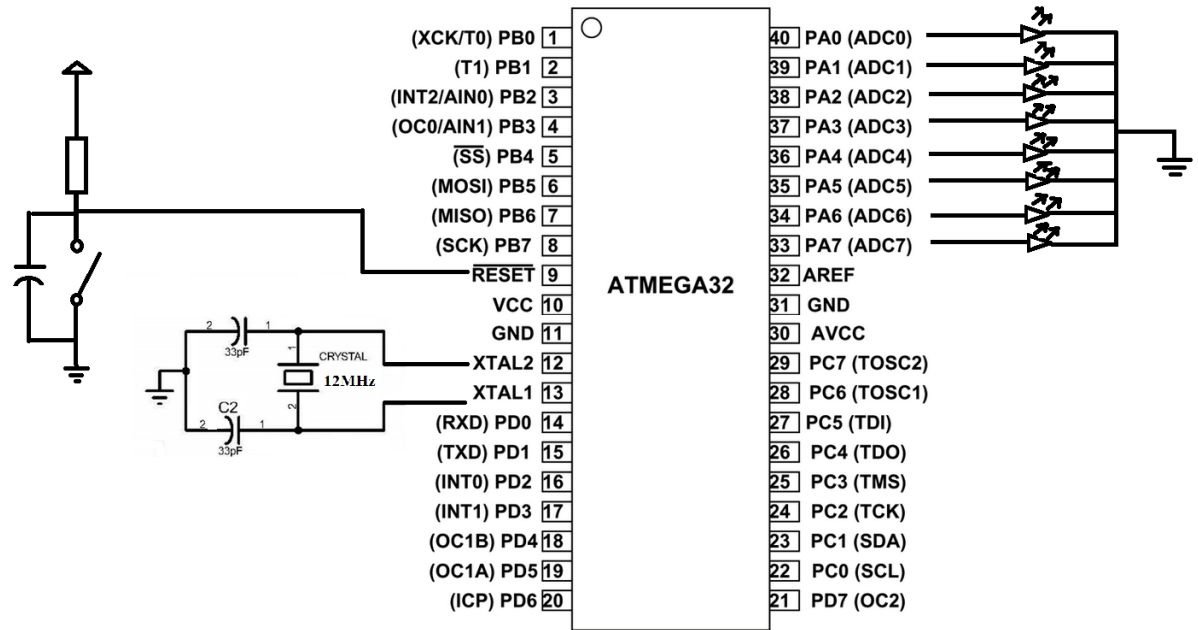 (XCK/T0) PB0 1
(T1) PB1 2
(INT2/AIN0) PB2 3
(OC0/AIN1) PB3 4
(SS) PB4 5
(MOSI) PB5 6
(MISO) PB6 7
(SCK) PB7 8
RESET 9
VCC 10
GND 11
XTAL2 12
XTAL1 13
(RXD) PD0 14
(TXD) PD1 15
(INT0) PD2 16
(INT1) PD3 17
(OC1B) PD4 18
(OC1A) PD5 19
(ICP) PD6 20
ATMEGA32
40 PA0 (ADC0)
39 PA1 (ADC1)
38 PA2 (ADC2)
37 PA3 (ADC3)
36 PA4 (ADC4)
35 PA5 (ADC5)
34 PA6 (ADC6)
33 PA7 (ADC7)
32 AREF
31 GND
30 AVCC
29 PC7 (TOSC2)
28 PC6 (TOSC1)
27 PC5 (TDI)
26 PC4 (TDO)
25 PC3 (TMS)
24 PC2 (TCK)
23 PC1 (SDA)
22 PC0 (SCL)
21 PD7 (OC2)
2 1
33pF
1
CRYSTAL
12MHz
2
C2
2 1
33pF